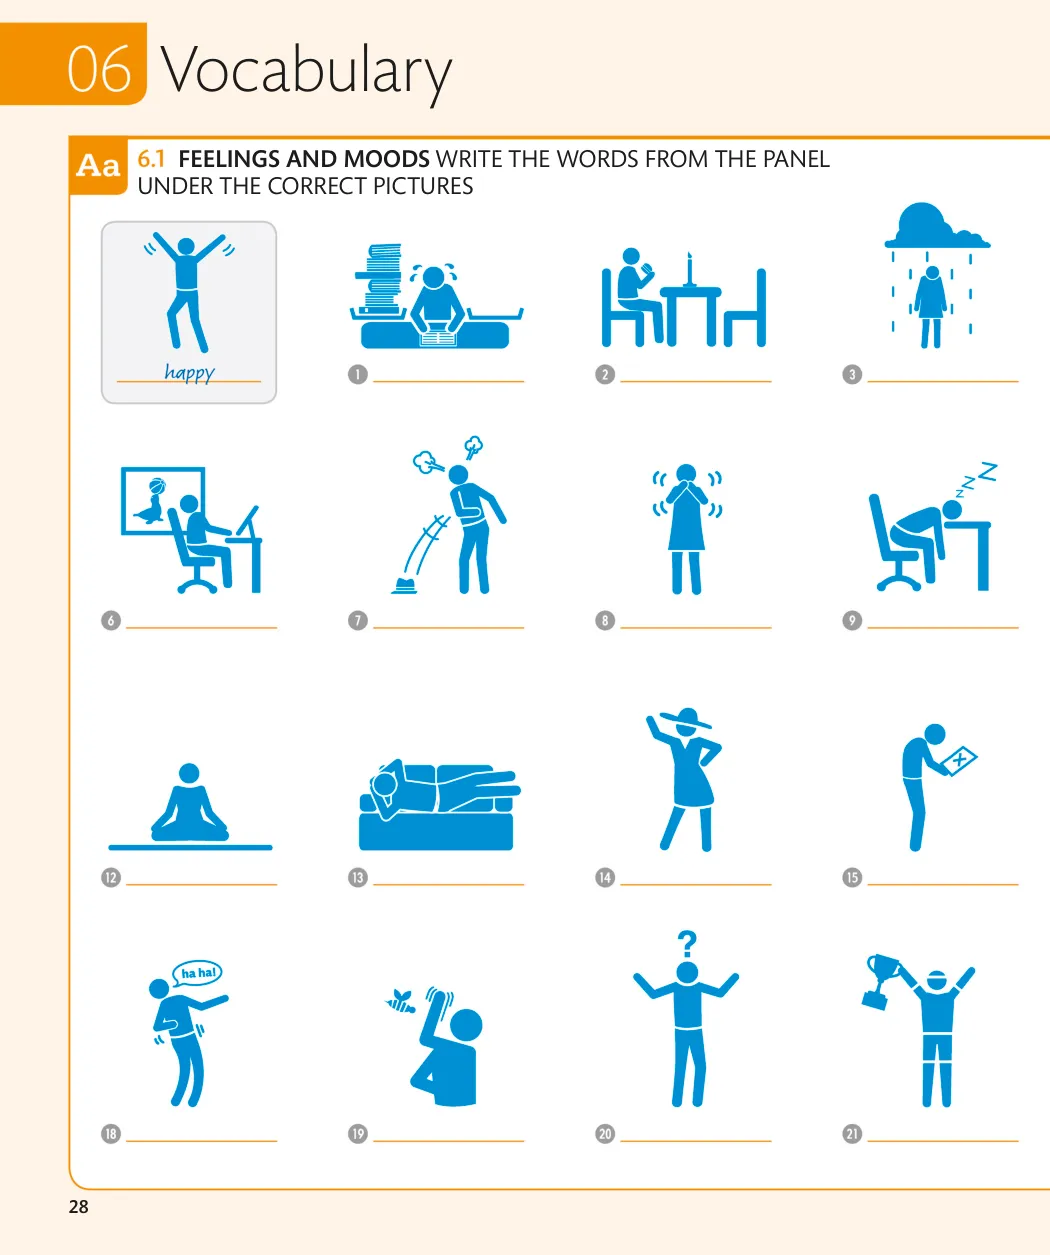 06 Vocabulary
Aa
6.1 FEELINGS AND MOODS WRITE THE WORDS FROM THE PANEL
UNDER THE CORRECT PICTURES
happy
1
2
3
z z z
6
7
8
9
x
12
13
14
15
ha ha!
?
18
19
20
21
28